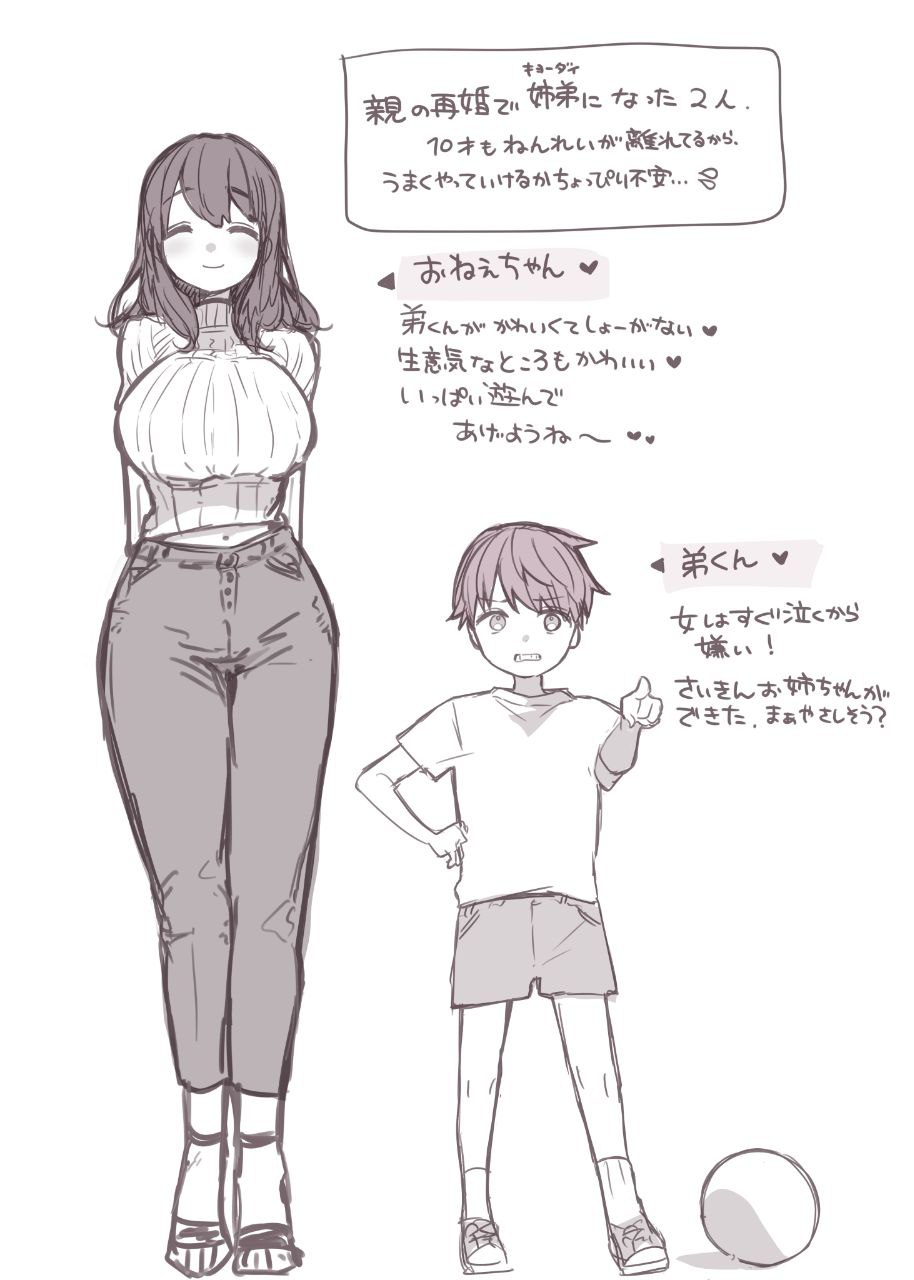 キョーダイ
親の再婚で姉弟になった2人.
10才もねんれいが離れてるから、
うまくやっていけるかちょっぴり不安…
おねぇちゃん♥
弟くんがかわいくてしょーがない♥
生意気なところもかわいい♥
いっぱい遊んで
あげようね〜♥♥
弟くん♥
女はすぐ泣くから
嫌い!
さいきんお姉ちゃんが
できた. まぁやさしそう?